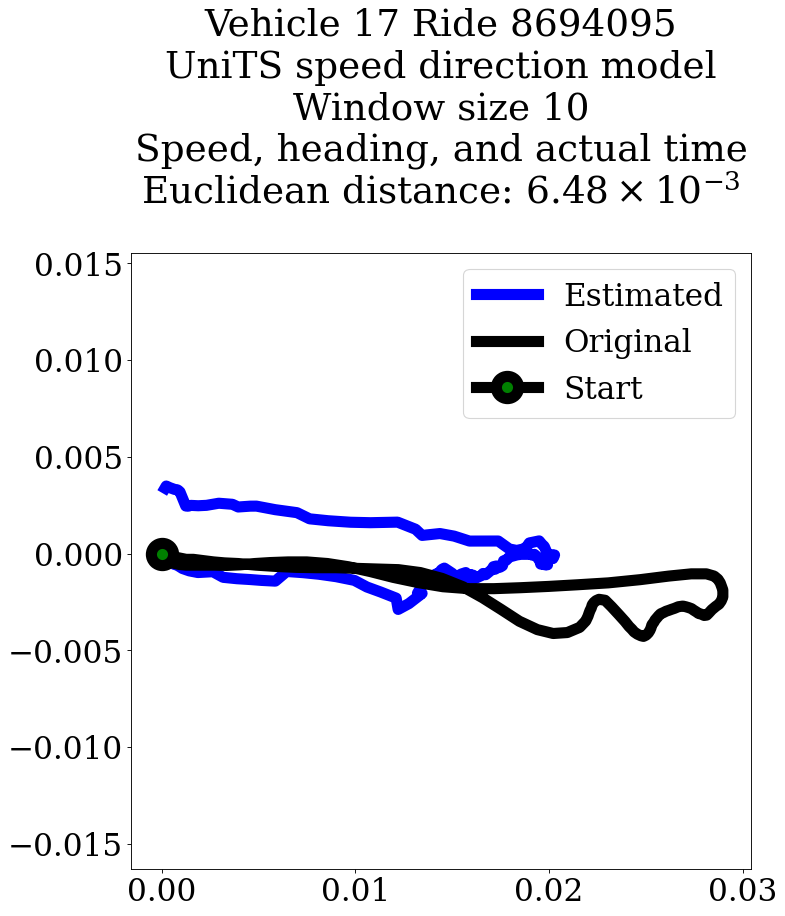 Vehicle 17 Ride 8694095
UniTS speed direction model
Window size 10
Speed, heading, and actual time
Euclidean distance: 6.48 × 10⁻³
0.015
Estimated
Original
Start
0.010
0.005
0.000
−0.005
−0.010
−0.015
0.00 0.01 0.02 0.03